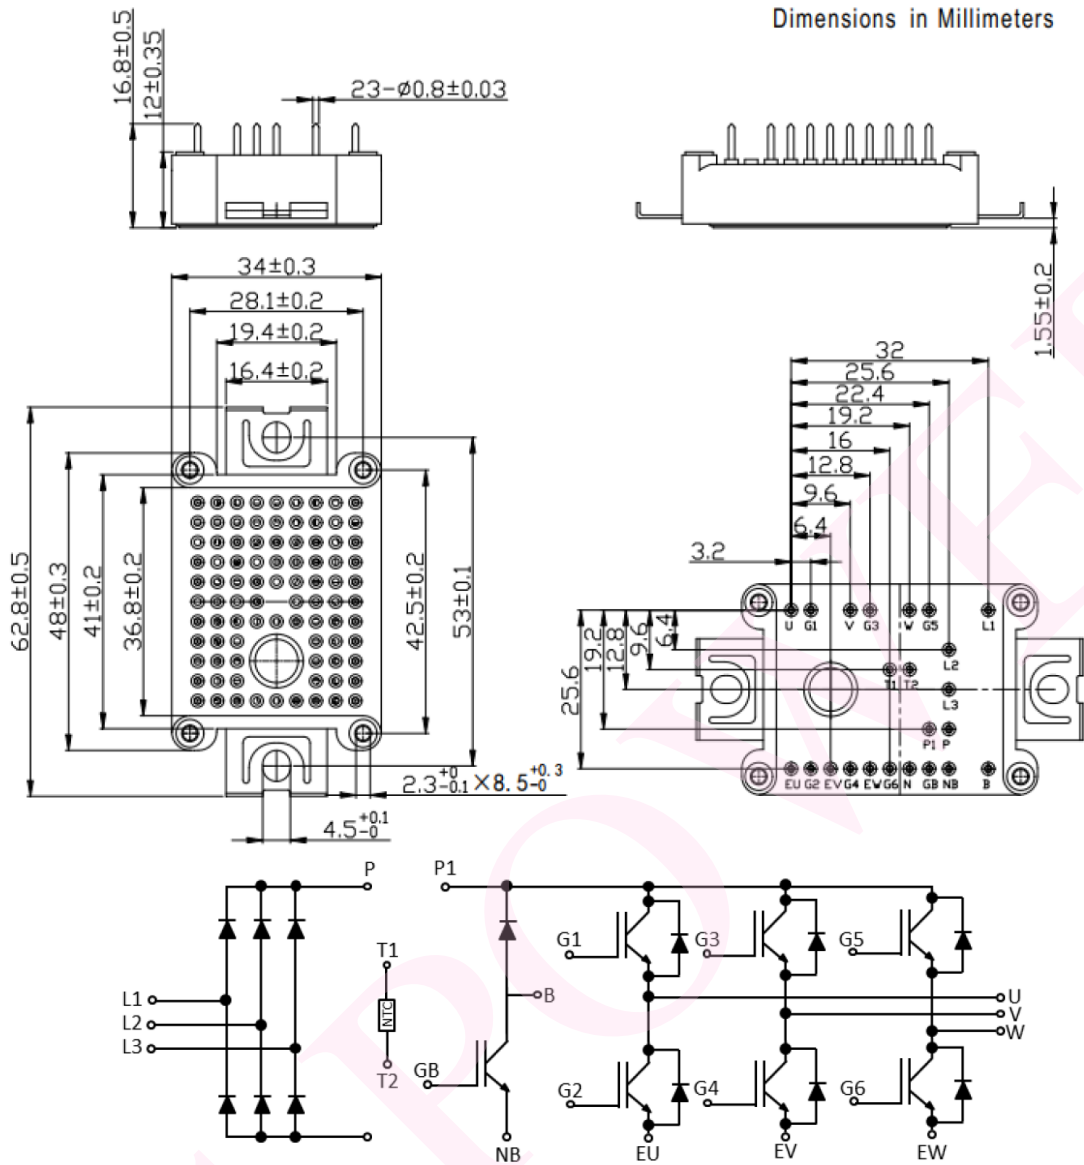 Dimensions in Millimeters
16.8±0.5
12±0.35
23-Ø0.8±0.03
1.55±0.2
34±0.3
28.1±0.2
19.4±0.2
16.4±0.2
62.8±0.5
48±0.3
41±0.2
36.8±0.2
42.5±0.2
53±0.1
2.3+0-0.1×8.5+0.3-0
4.5+0.1-0
32
25.6
22.4
19.2
16
12.8
9.6
6.4
3.2
25.6
19.2
12.8
9.6
6.4
U G1 V G3 W G5 L1
L2
T1 T2
L3
P1 P
EU G2 EV G4 EW G6 N GB NB B
P P1
G1 G3 G5
T1
L1 B U
NTC V
L2 W
L3
T2 GB G2 G4 G6
NB EU EV EW